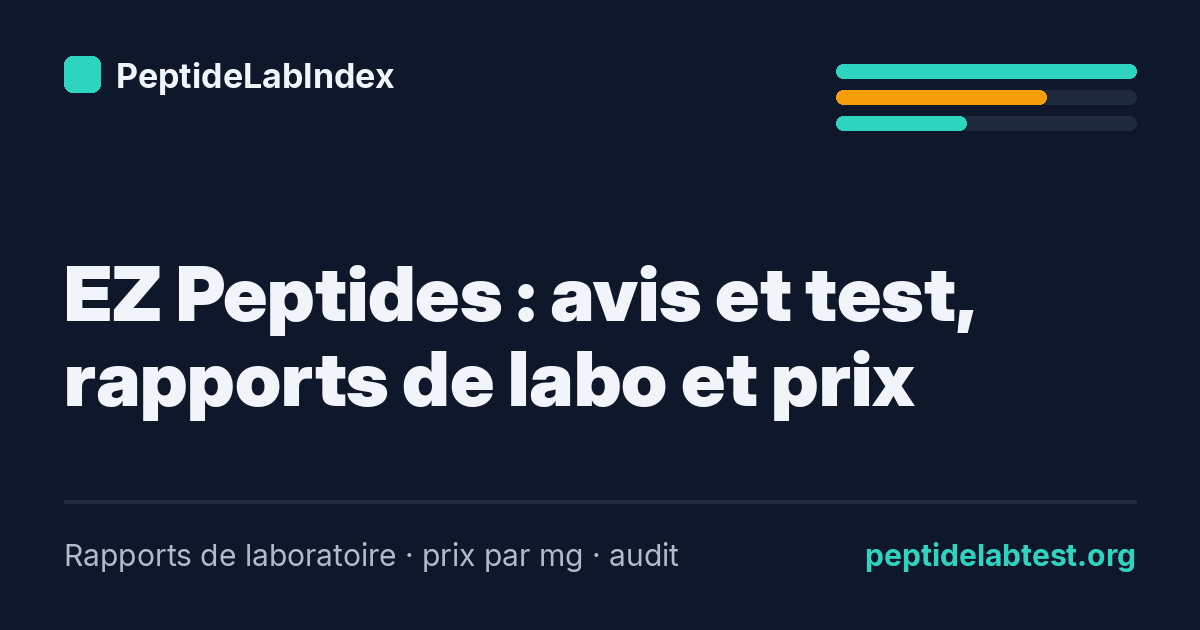 PeptideLabIndex
EZ Peptides : avis et test,
rapports de labo et prix
Rapports de laboratoire · prix par mg · audit
peptidelabtest.org